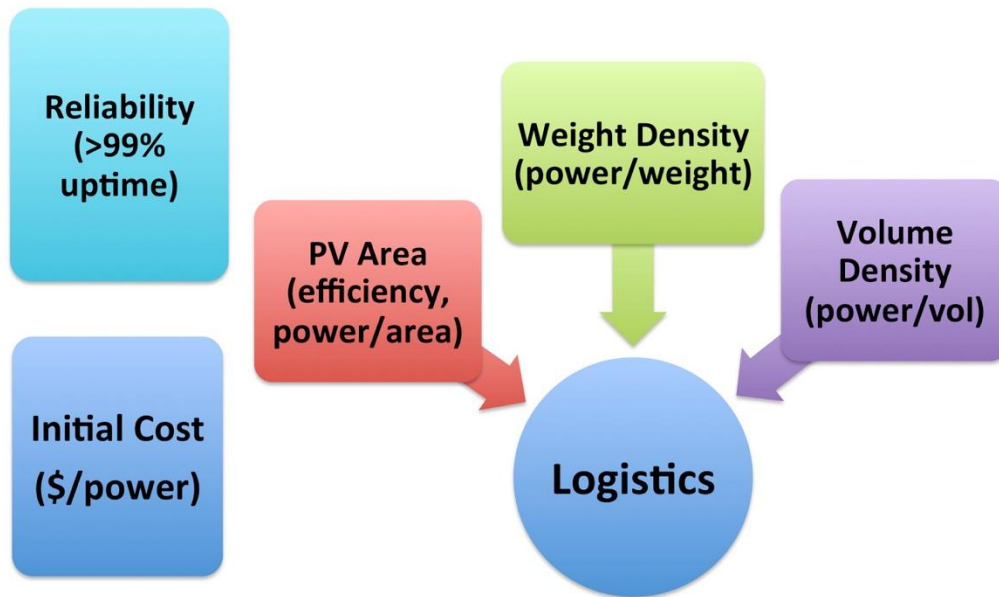 Reliability
(>99%
uptime)
Weight Density
(power/weight)
PV Area
(efficiency,
power/area)
Volume
Density
(power/vol)
Initial Cost
($/power)
Logistics